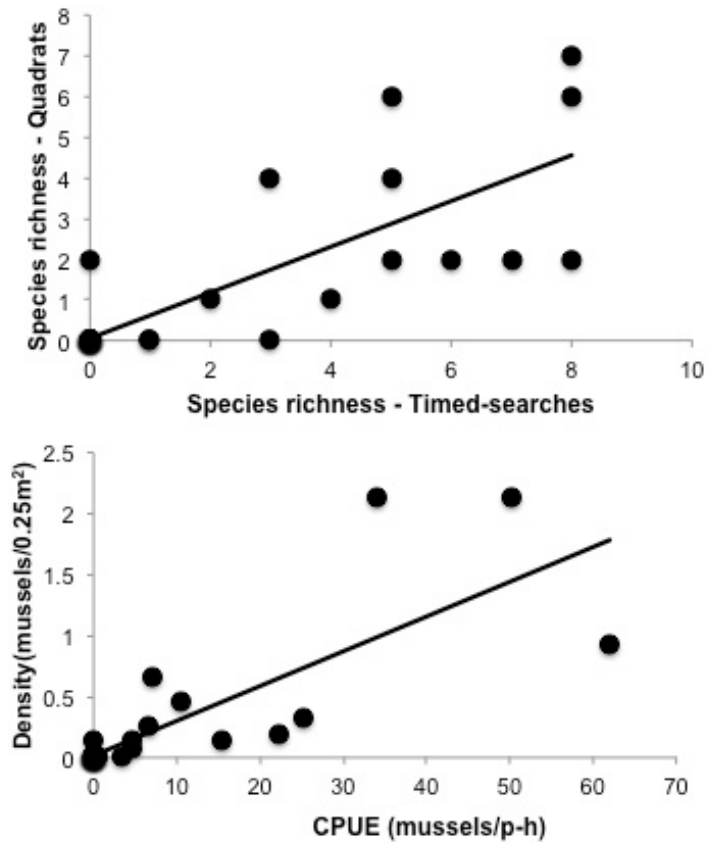 8
7
6
5
4
3
2
1
0
Species richness - Quadrats
0 2 4 6 8 10
Species richness - Timed-searches
2.5
2
1.5
1
0.5
0
Density(mussels/0.25m²)
0 10 20 30 40 50 60 70
CPUE (mussels/p-h)